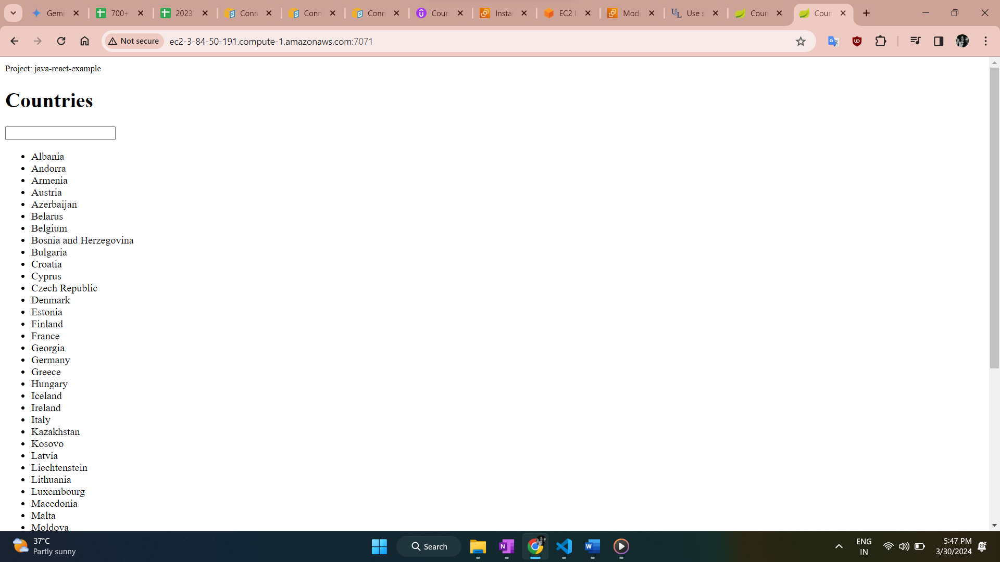 Gemi
700+
2023
Conn
Conn
Conn
Cour
Instan
EC2 I
Modi
Use s
Coun
Coun
Not secure
ec2-3-84-50-191.compute-1.amazonaws.com:7071
Project: java-react-example
Countries
Albania
Andorra
Armenia
Austria
Azerbaijan
Belarus
Belgium
Bosnia and Herzegovina
Bulgaria
Croatia
Cyprus
Czech Republic
Denmark
Estonia
Finland
France
Georgia
Germany
Greece
Hungary
Iceland
Ireland
Italy
Kazakhstan
Kosovo
Latvia
Liechtenstein
Lithuania
Luxembourg
Macedonia
Malta
Moldova
37°C
Partly sunny
Search
ENG
IN
5:47 PM
3/30/2024